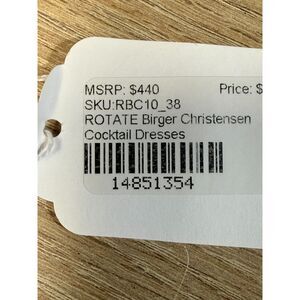 MSRP: $440 Price: $
SKU:RBC10_38
ROTATE Birger Christensen
Cocktail Dresses
14851354